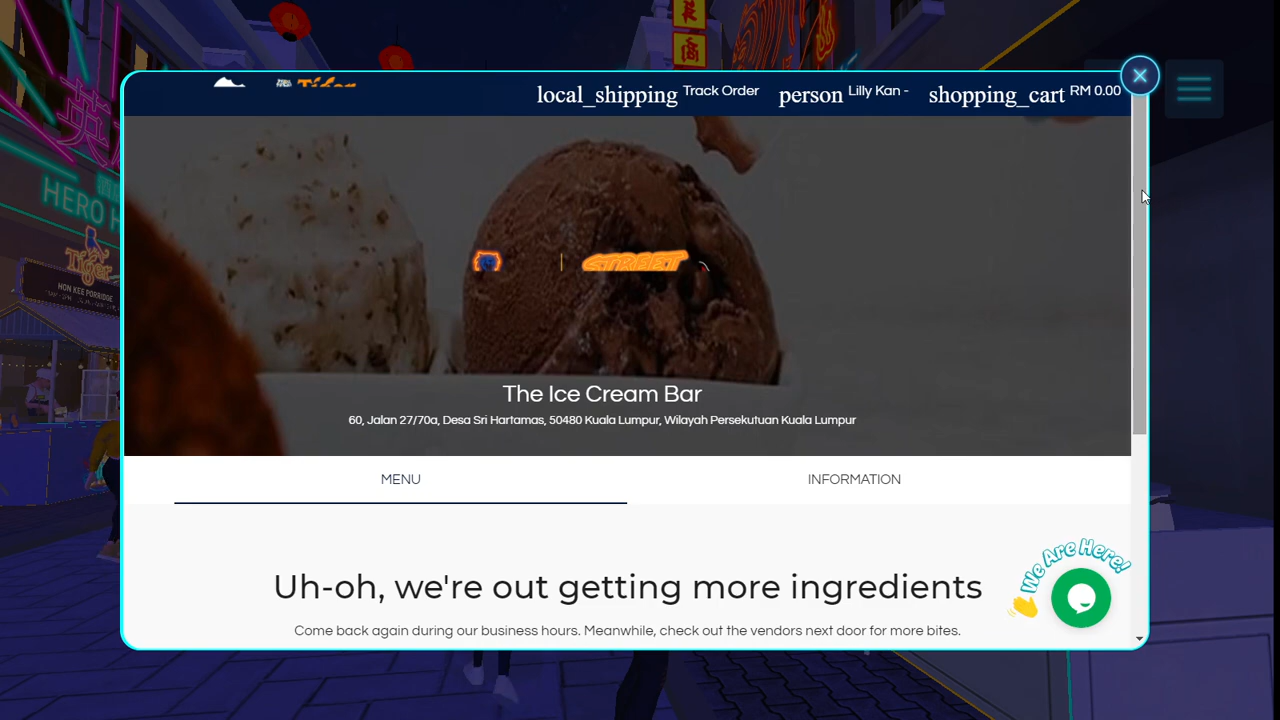 英
HERO
Tiger
HON KEE PORRIDGE
Tiger
local_shipping Track Order person Lilly Kan - shopping_cart RM 0.00
STREET
The Ice Cream Bar
60, Jalan 27/70a, Desa Sri Hartamas, 50480 Kuala Lumpur, Wilayah Persekutuan Kuala Lumpur
MENU INFORMATION
We Are Here!
Uh-oh, we're out getting more ingredients
Come back again during our business hours. Meanwhile, check out the vendors next door for more bites.